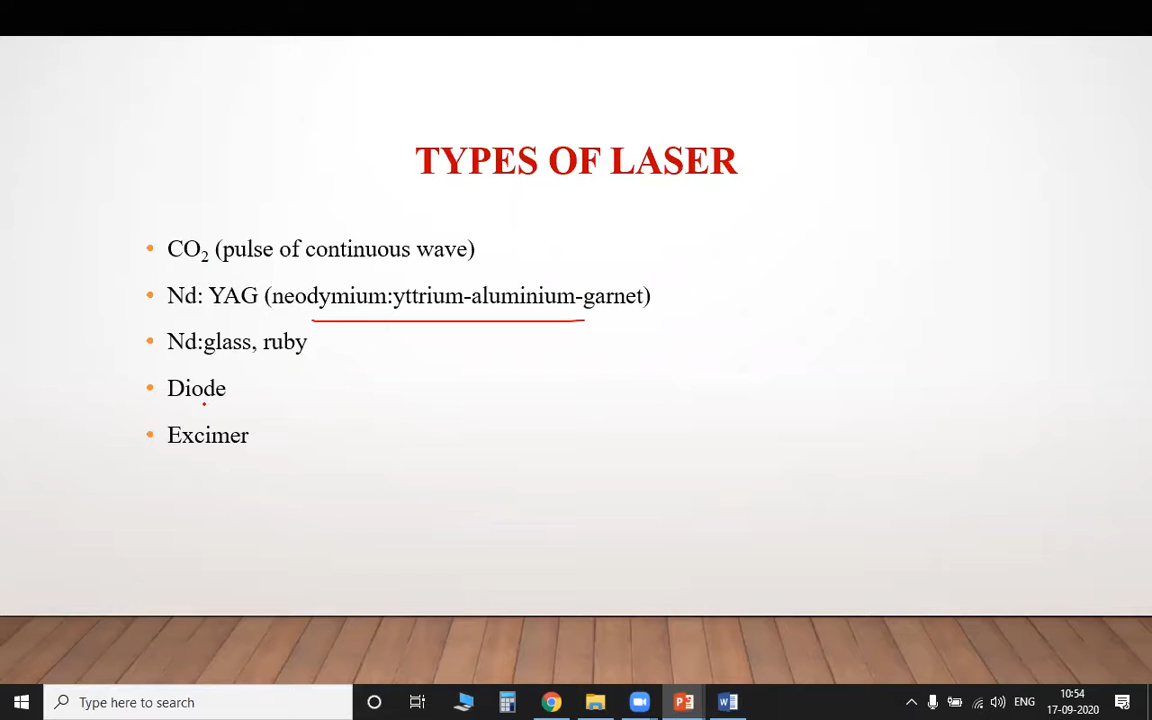 TYPES OF LASER
• CO₂ (pulse of continuous wave)
• Nd: YAG (neodymium:yttrium-aluminium-garnet)
• Nd:glass, ruby
• Diode
• Excimer
Type here to search
ENG
10:54
17-09-2020